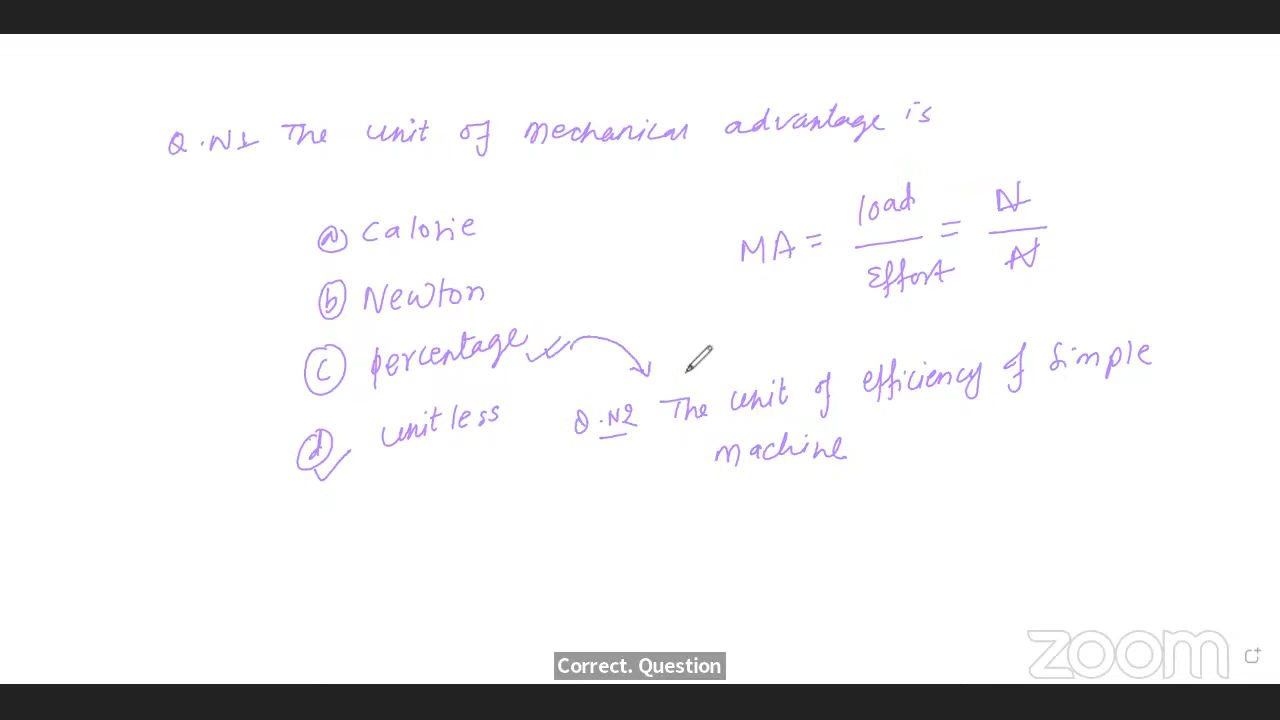 Q.N1 The unit of mechanical advantage is
a calorie
b Newton
c percentage
d unitless
MA = load / Effort = N / N
Q.N2 The unit of efficiency of simple
machine
zoom
Correct. Question